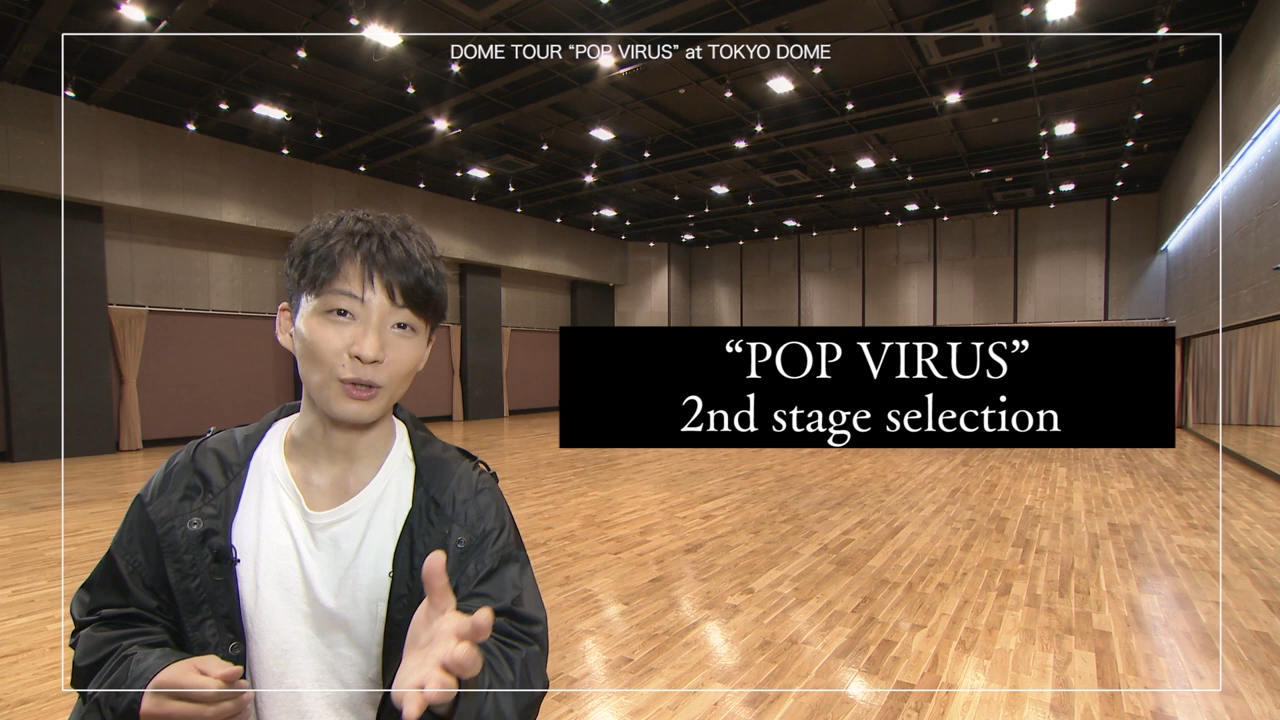 DOME TOUR “POP VIRUS” at TOKYO DOME
“POP VIRUS”
2nd stage selection